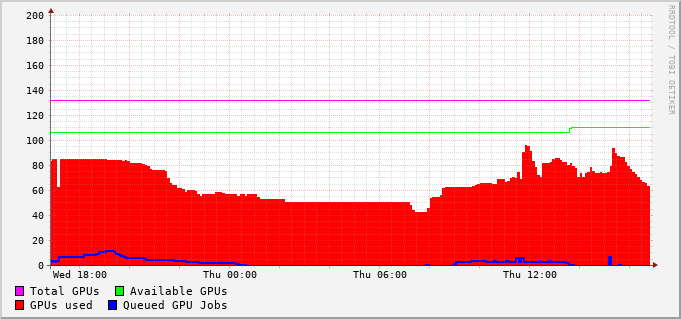 RRDTOOL / TOBI OETIKER
200
180
160
140
120
100
80
60
40
20
0
Wed 18:00 Thu 00:00 Thu 06:00 Thu 12:00
Total GPUs Available GPUs
GPUs used Queued GPU Jobs